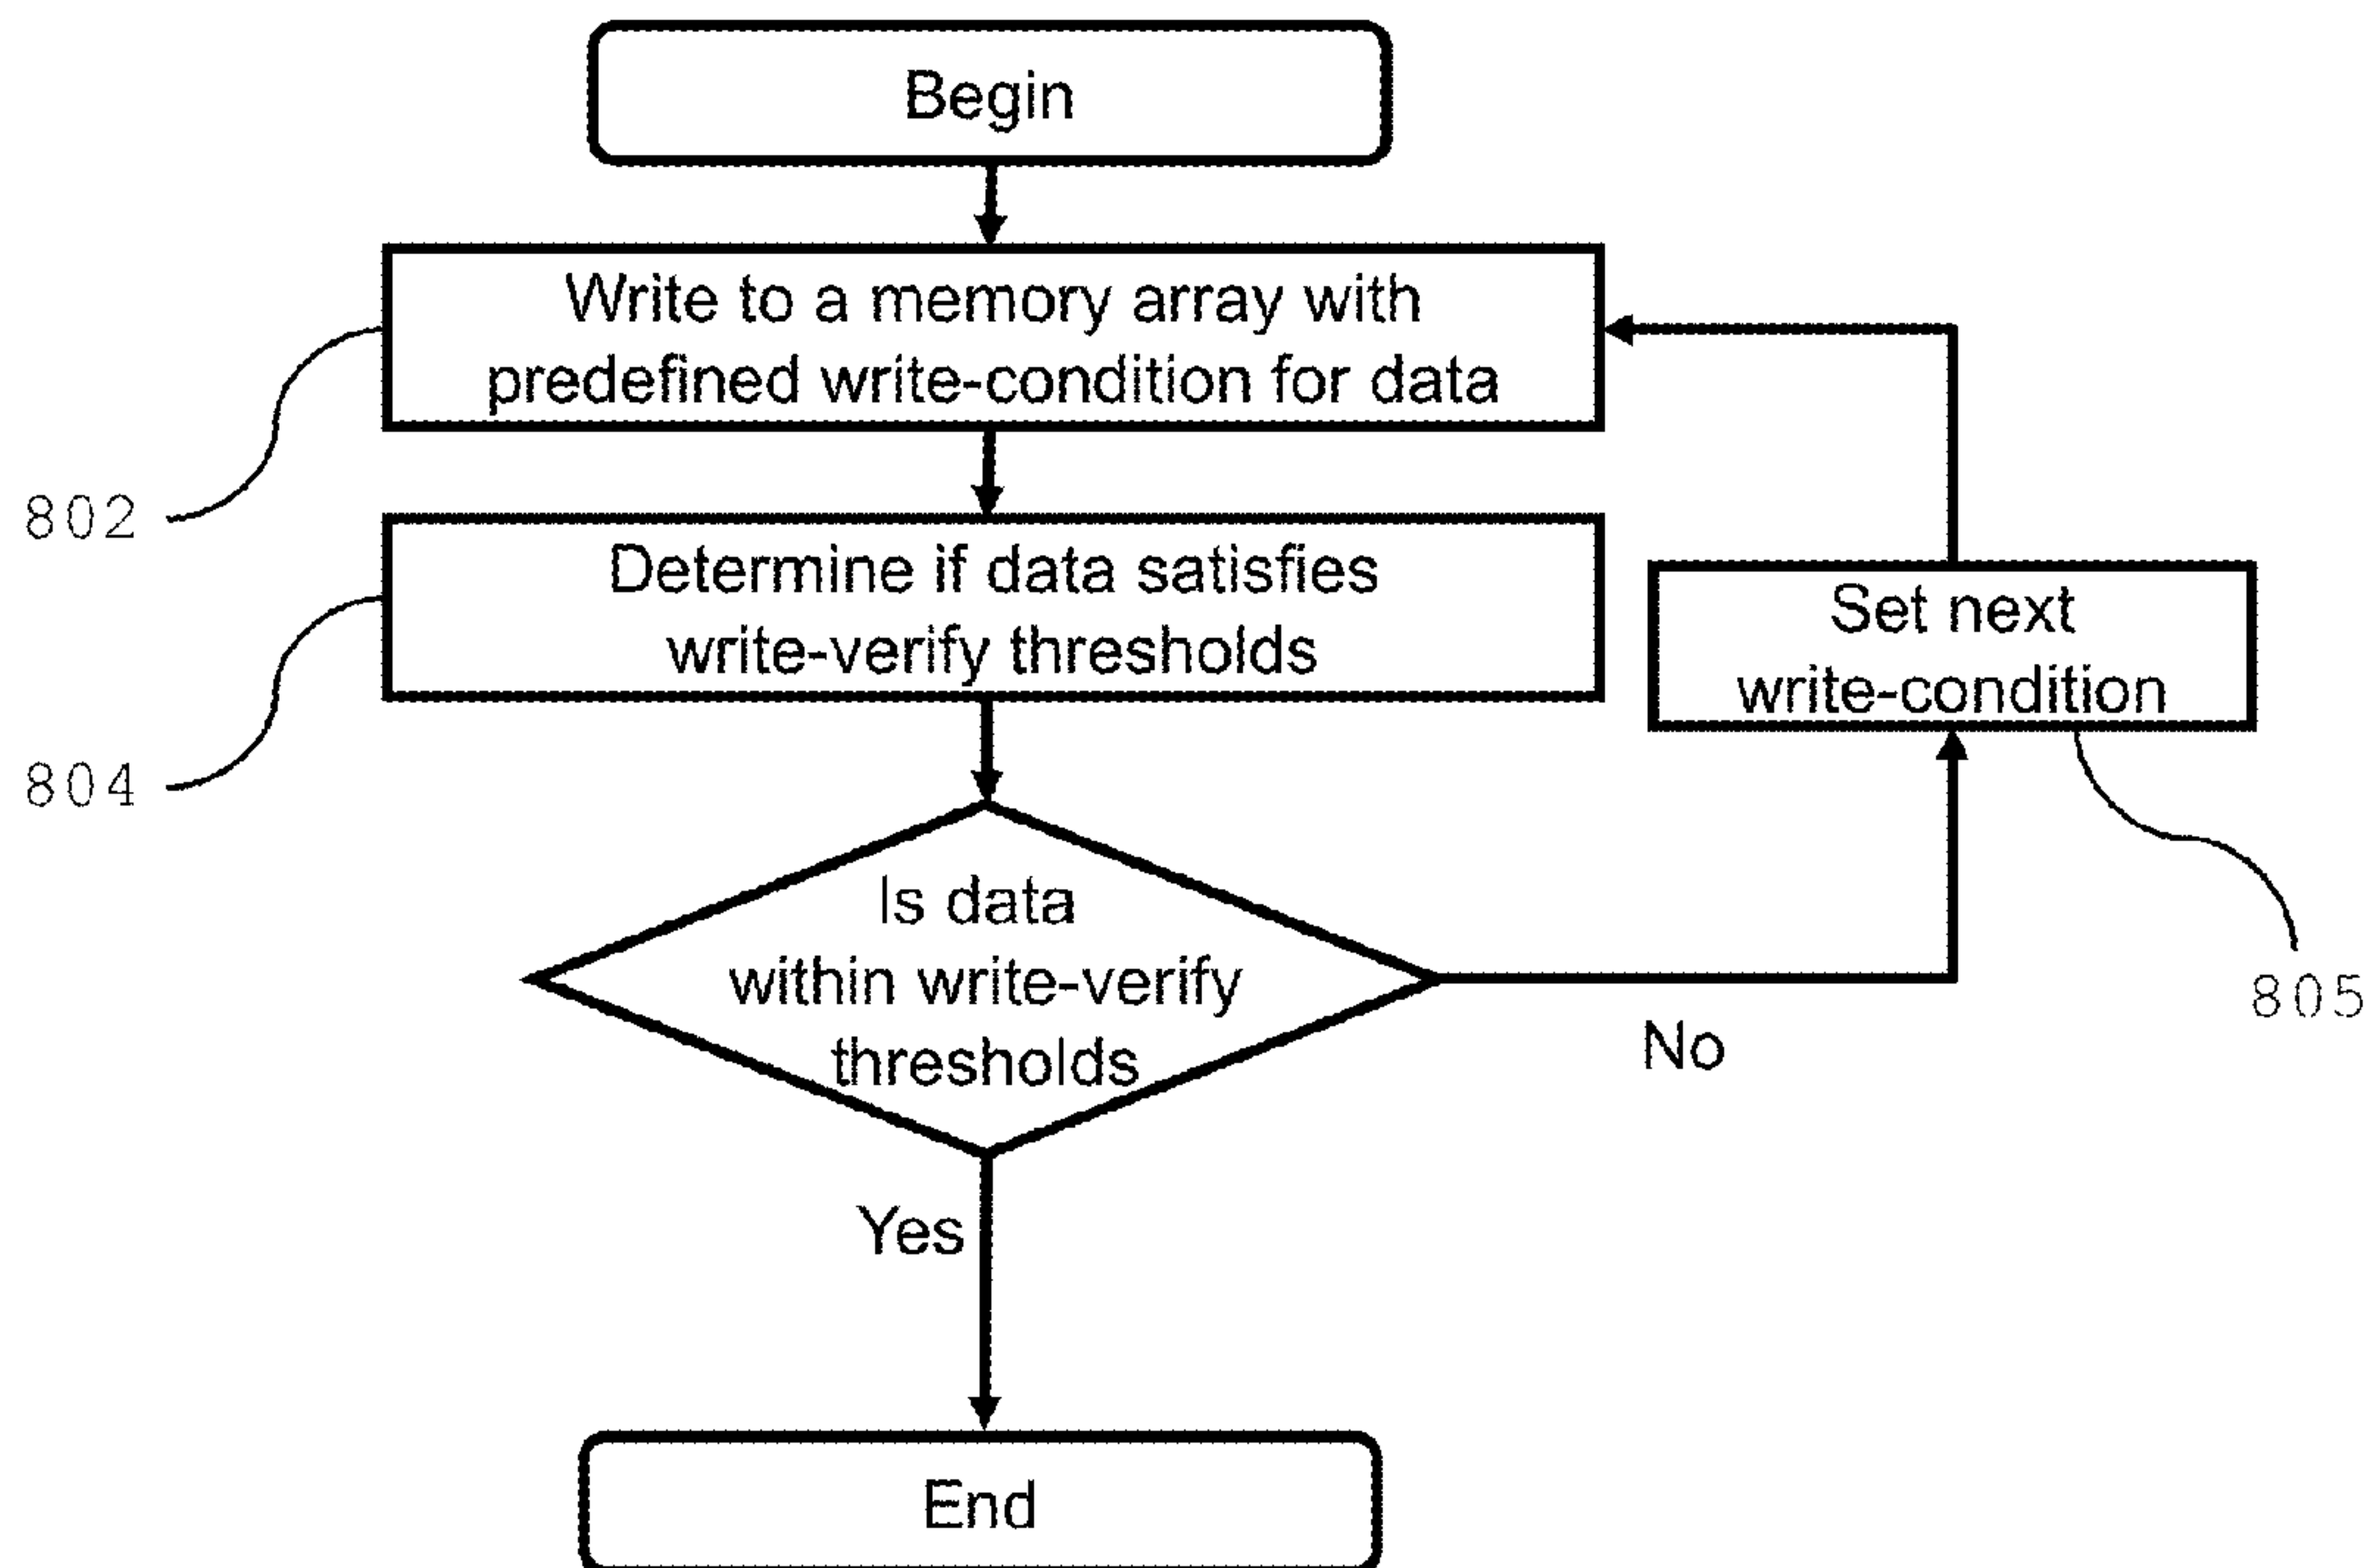 Begin
Write to a memory array with
predefined write-condition for data
802
Determine if data satisfies
write-verify thresholds
804
Set next
write-condition
805
Is data
within write-verify
thresholds
No
Yes
End